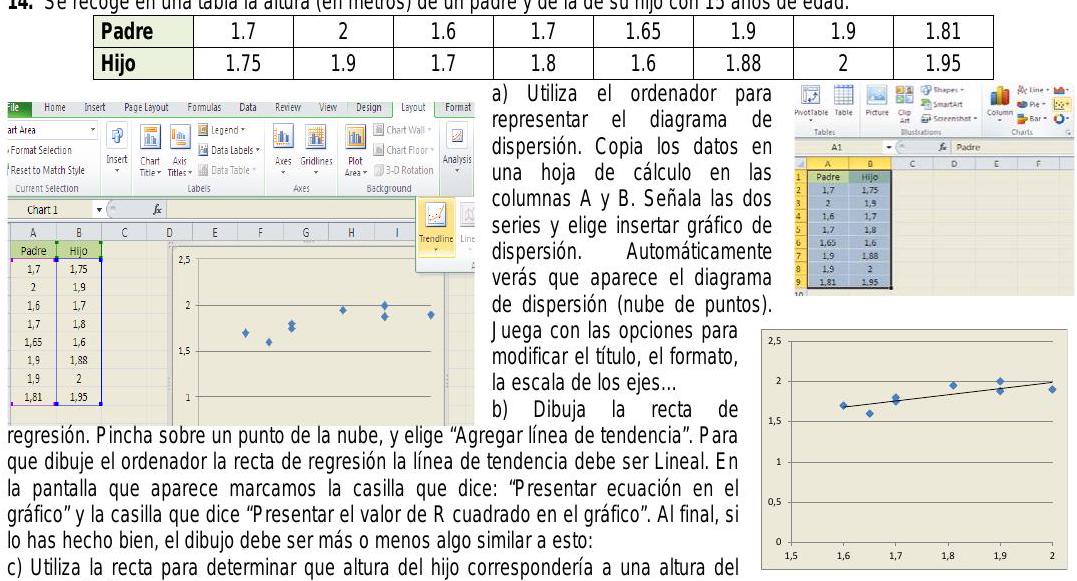 14. Se recoge en una tabla la altura (en metros) de un padre y de la de su hijo con 15 años de edad.
Padre 1.7 2 1.6 1.7 1.65 1.9 1.9 1.81
Hijo 1.75 1.9 1.7 1.8 1.6 1.88 2 1.95
File Home Insert Page Layout Formulas Data Review View Design Layout Format
art Area
Format Selection
Reset to Match Style
Current Selection
Insert
Chart Title
Axis Titles
Legend
Data Labels
Data Table
Labels
Axes
Gridlines
Axes
Plot Area
Chart Wall
Chart Floor
3-D Rotation
Background
Analysis
Trendline
Line
Chart 1 fx
A B C D E F G H I
Padre Hijo
1,7 1,75
2 1,9
1,6 1,7
1,7 1,8
1,65 1,6
1,9 1,88
1,9 2
1,81 1,95
2,5
2
1,5
1
a) Utiliza el ordenador para
representar el diagrama de
dispersión. Copia los datos en
una hoja de cálculo en las
columnas A y B. Señala las dos
series y elige insertar gráfico de
dispersión. Automáticamente
verás que aparece el diagrama
de dispersión (nube de puntos).
Juega con las opciones para
modificar el título, el formato,
la escala de los ejes...
b) Dibuja la recta de
PivotTable Table
Tables
Picture Clip Art
Shapes
SmartArt
Screenshot
Illustrations
Column
Line
Pie
Bar
Charts
A1 fx Padre
A B C D E F
1 Padre Hijo
2 1,7 1,75
3 2 1,9
4 1,6 1,7
5 1,7 1,8
6 1,65 1,6
7 1,9 1,88
8 1,9 2
9 1,81 1,95
10
2,5
2
1,5
1
0,5
0
1,5 1,6 1,7 1,8 1,9 2
regresión. Pincha sobre un punto de la nube, y elige “Agregar línea de tendencia”. Para
que dibuje el ordenador la recta de regresión la línea de tendencia debe ser Lineal. En
la pantalla que aparece marcamos la casilla que dice: “Presentar ecuación en el
gráfico” y la casilla que dice “Presentar el valor de R cuadrado en el gráfico”. Al final, si
lo has hecho bien, el dibujo debe ser más o menos algo similar a esto:
c) Utiliza la recta para determinar que altura del hijo correspondería a una altura del